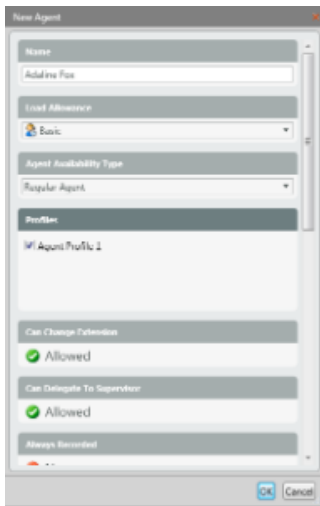 New Agent
Name
Adaline Fox
Load Allowance
Basic
Agent Availability Type
Regular Agent
Profiles
Agent Profile 1
Can Change Extension
Allowed
Can Delegate To Supervisor
Allowed
Always Recorded
OK Cancel